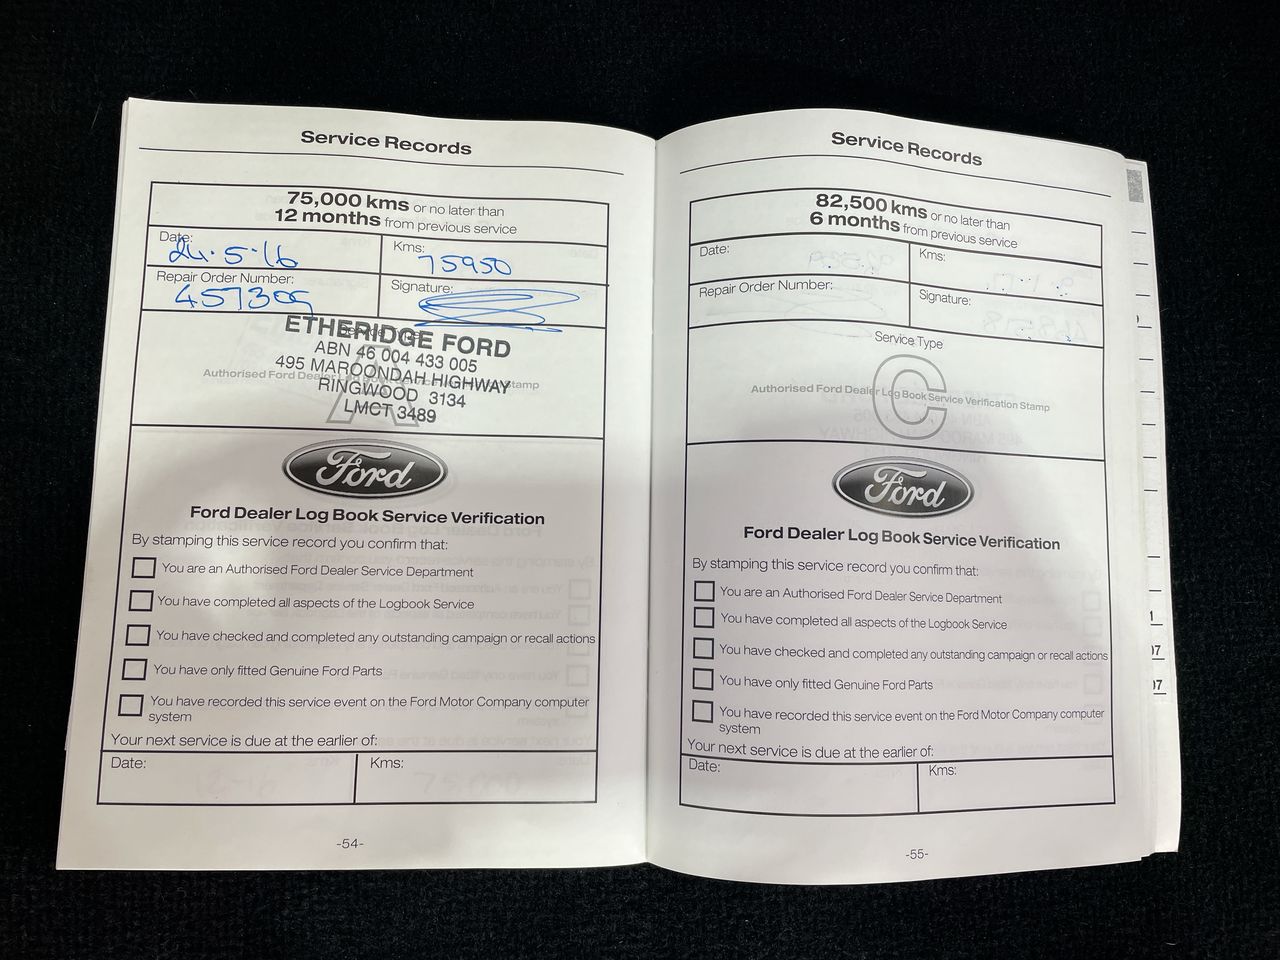 Service Records
75,000 kms or no later than
12 months from previous service
Date: 24.5.16
Kms: 75950
Repair Order Number: 457309
Signature:
Service Type
ETHERIDGE FORD
ABN 46 004 433 005
495 MAROONDAH HIGHWAY
RINGWOOD 3134
LMCT 3489
A
Ford
Ford Dealer Log Book Service Verification
By stamping this service record you confirm that:
You are an Authorised Ford Dealer Service Department
You have completed all aspects of the Logbook Service
You have checked and completed any outstanding campaign or recall actions
You have only fitted Genuine Ford Parts
You have recorded this service event on the Ford Motor Company computer
system
Your next service is due at the earlier of:
Date:
Kms:
-54-
Service Records
82,500 kms or no later than
6 months from previous service
Date:
Kms:
Repair Order Number:
Signature:
Service Type
Authorised Ford Dealer Log Book Service Verification Stamp
C
Ford
Ford Dealer Log Book Service Verification
By stamping this service record you confirm that:
You are an Authorised Ford Dealer Service Department
You have completed all aspects of the Logbook Service
You have checked and completed any outstanding campaign or recall actions
You have only fitted Genuine Ford Parts
You have recorded this service event on the Ford Motor Company computer
system
Your next service is due at the earlier of:
Date:
Kms:
-55-